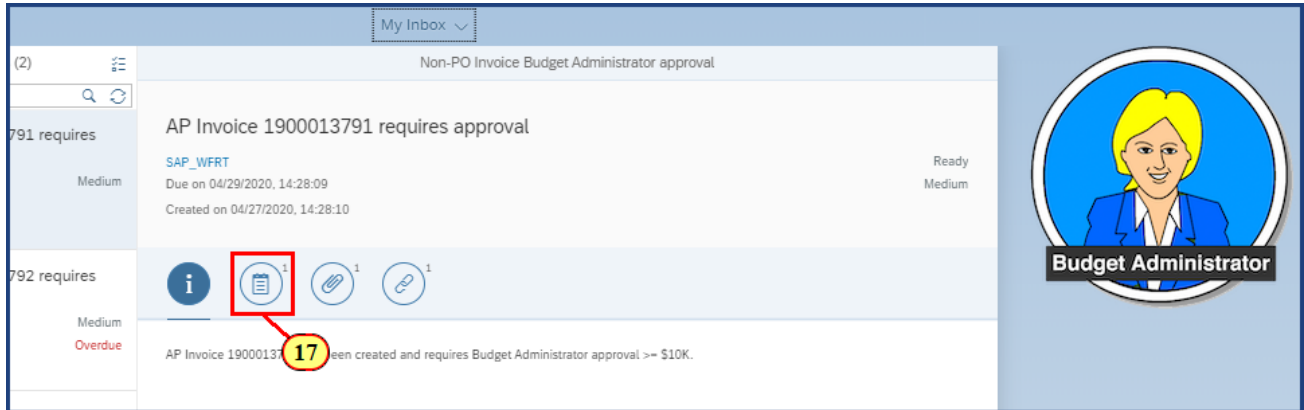 My Inbox
(2)
Non-PO Invoice Budget Administrator approval
791 requires
Medium
AP Invoice 1900013791 requires approval
SAP_WFRT
Ready
Due on 04/29/2020, 14:28:09
Medium
Created on 04/27/2020, 14:28:10
792 requires
Medium
Overdue
i
1
1
1
17
AP Invoice 19000137 een created and requires Budget Administrator approval >= $10K.
Budget Administrator